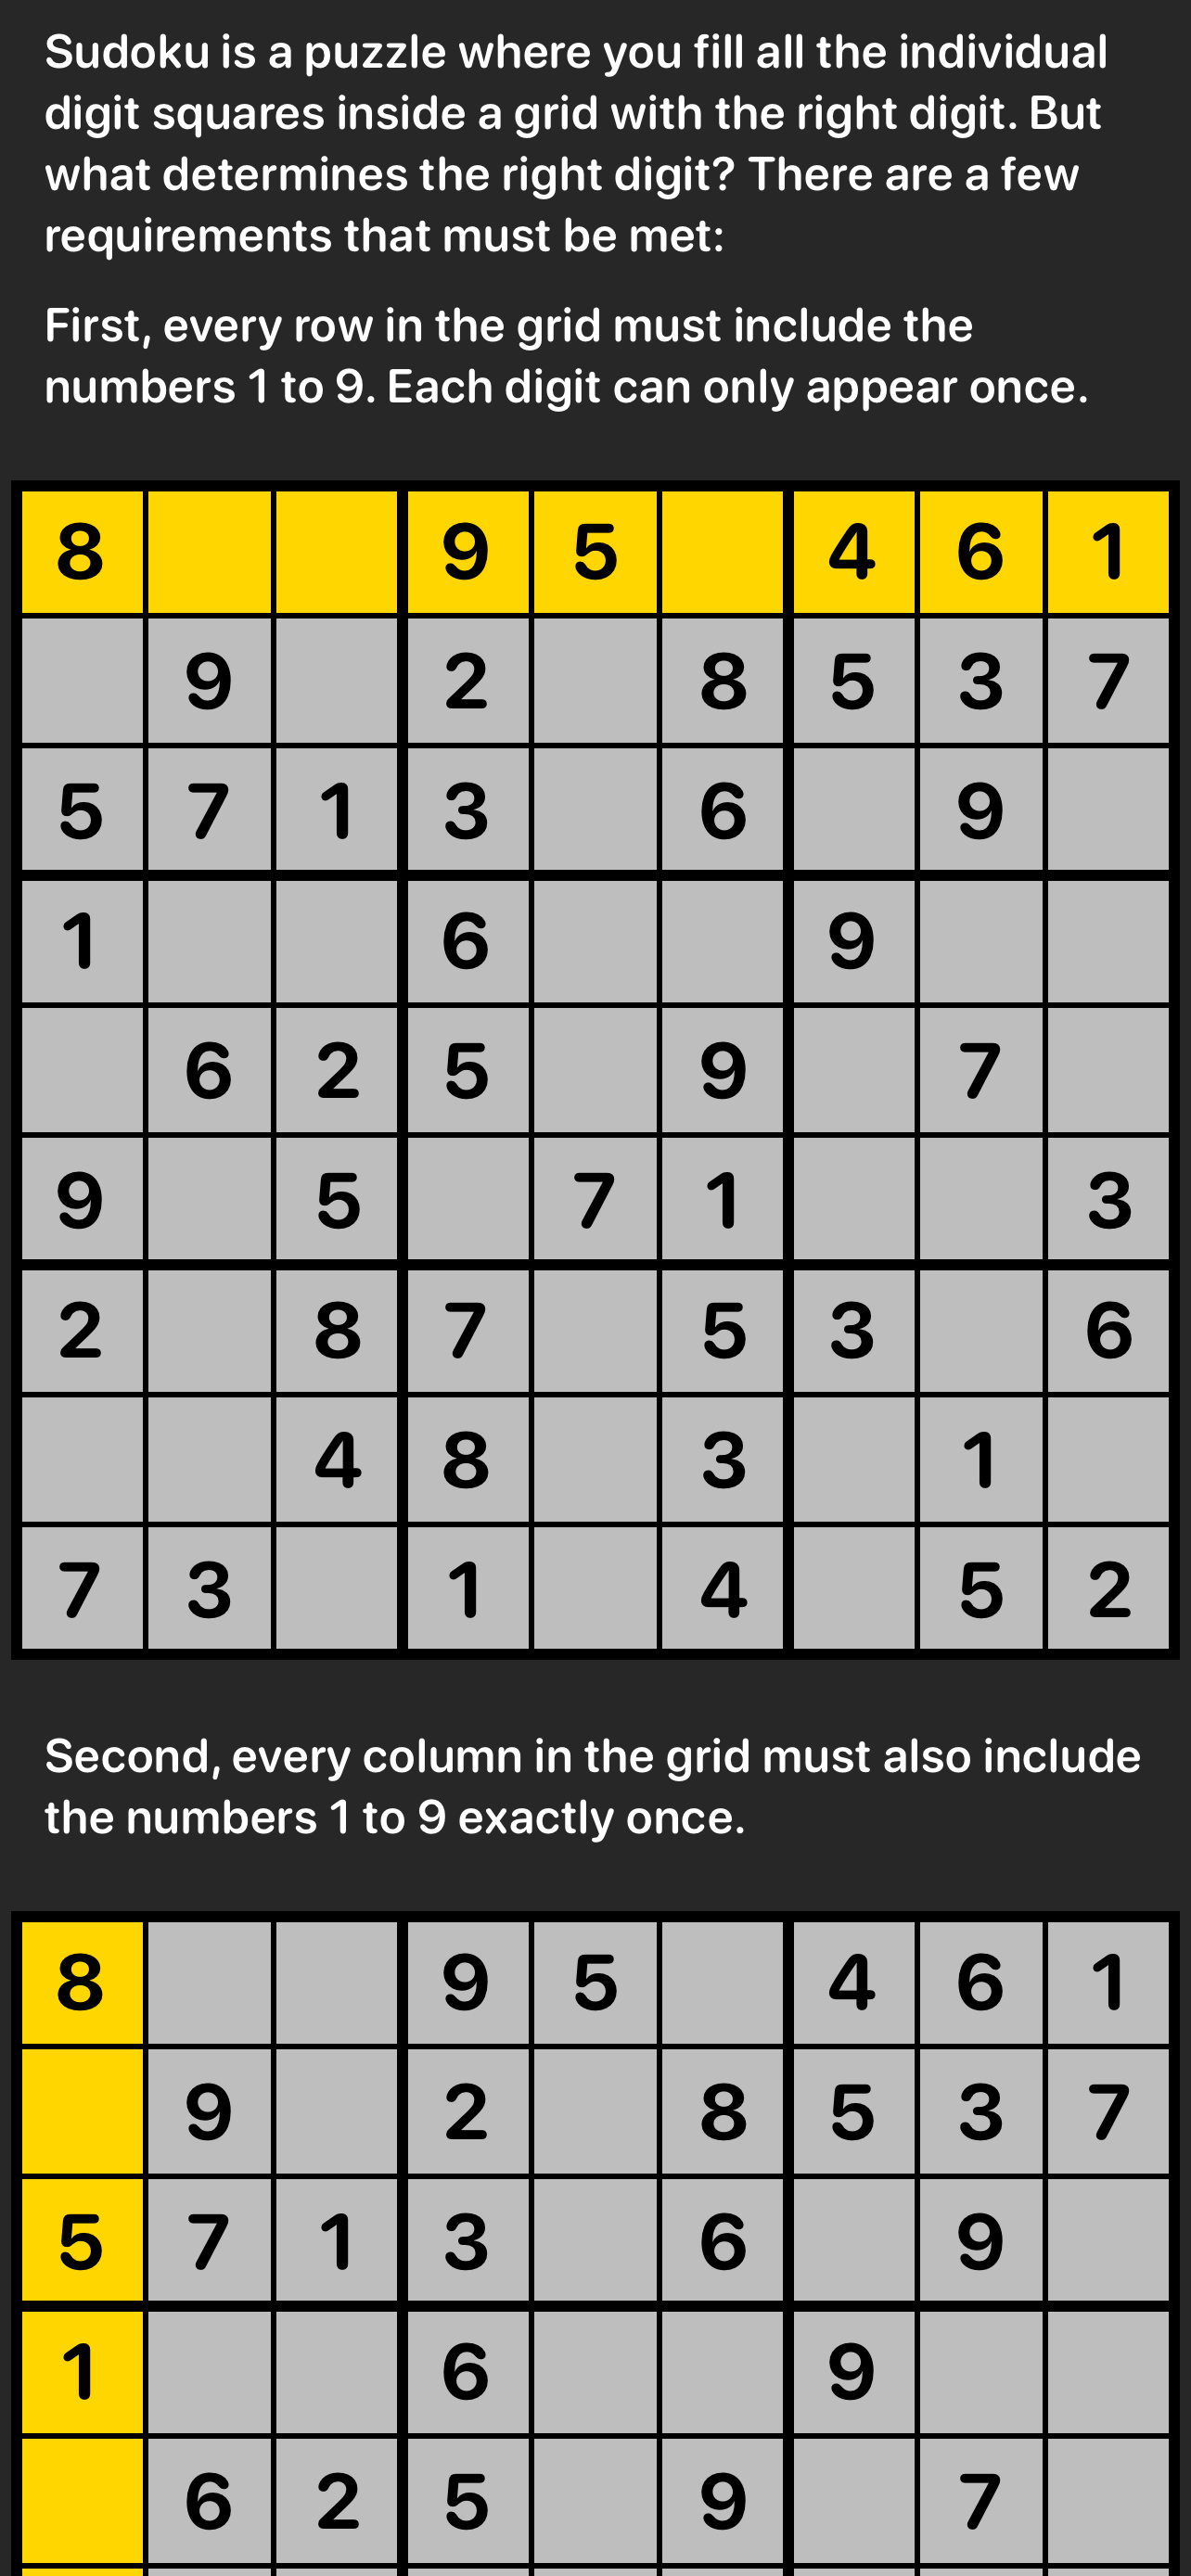 Sudoku is a puzzle where you fill all the individual
digit squares inside a grid with the right digit. But
what determines the right digit? There are a few
requirements that must be met:
First, every row in the grid must include the
numbers 1 to 9. Each digit can only appear once.
8 9 5 4 6 1
9 2 8 5 3 7
5 7 1 3 6 9
1 6 9
6 2 5 9 7
9 5 7 1 3
2 8 7 5 3 6
4 8 3 1
7 3 1 4 5 2
Second, every column in the grid must also include
the numbers 1 to 9 exactly once.
8 9 5 4 6 1
9 2 8 5 3 7
5 7 1 3 6 9
1 6 9
6 2 5 9 7